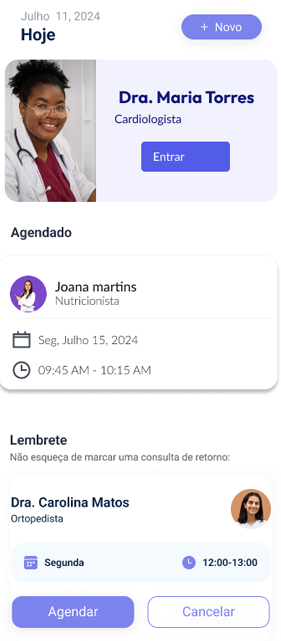 Julho 11, 2024
Hoje
+ Novo
Dra. Maria Torres
Cardiologista
Entrar
Agendado
Joana martins
Nutricionista
Seg, Julho 15, 2024
09:45 AM - 10:15 AM
Lembrete
Não esqueça de marcar uma consulta de retorno:
Dra. Carolina Matos
Ortopedista
Segunda
12:00-13:00
Agendar
Cancelar